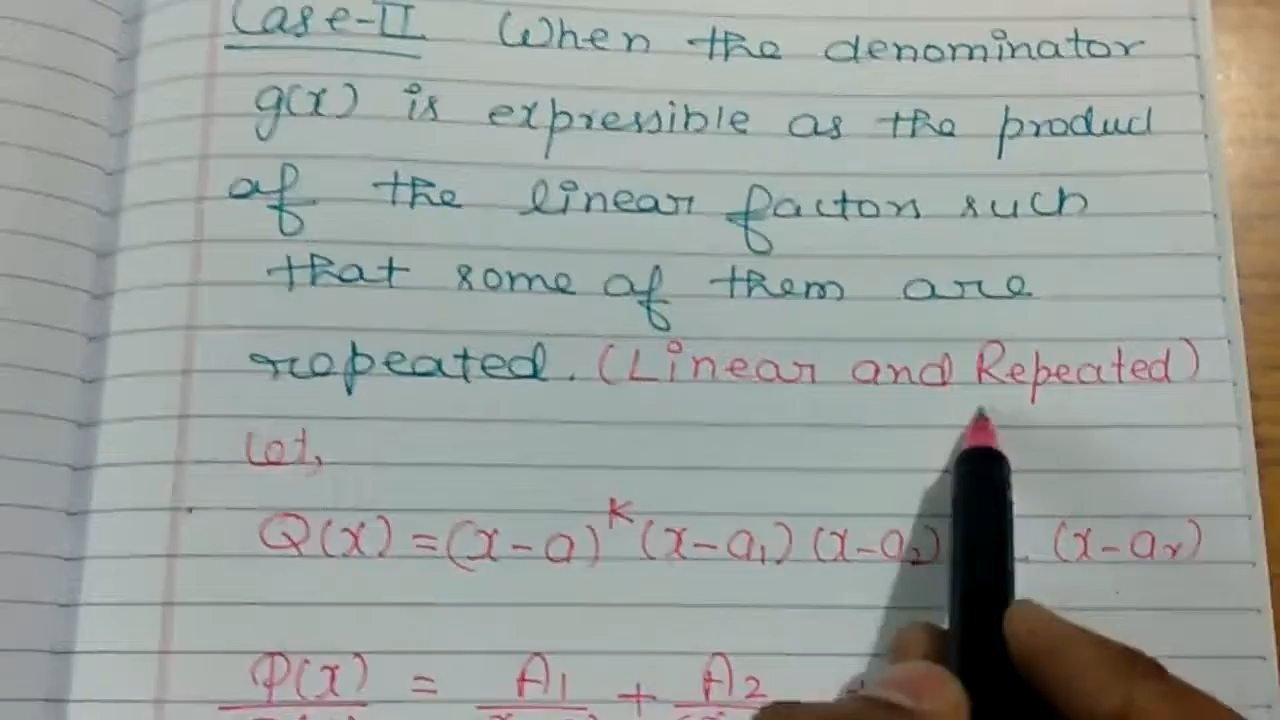 Case-II When the denominator
g(x) is expressible as the product
of the linear factors such
that some of them are
repeated. (Linear and Repeated)
Let,
Q(x) = (x-a)^K (x-a₁) (x-a₂) . (x-aᵣ)
P(x) = A₁ + A₂